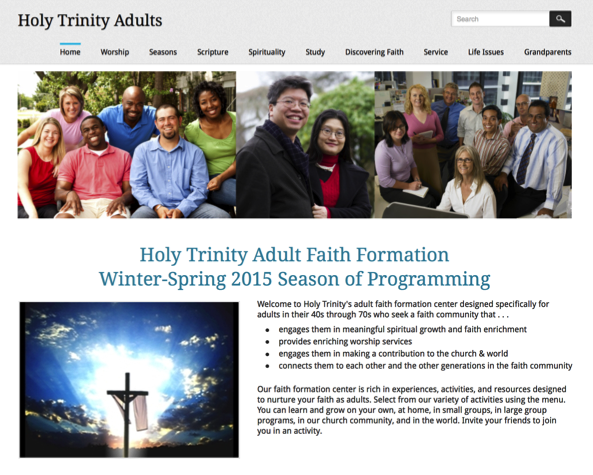 Holy Trinity Adults
Search
Home Worship Seasons Scripture Spirituality Study Discovering Faith Service Life Issues Grandparents
Holy Trinity Adult Faith Formation
Winter-Spring 2015 Season of Programming
Welcome to Holy Trinity's adult faith formation center designed specifically for
adults in their 40s through 70s who seek a faith community that . . .
• engages them in meaningful spiritual growth and faith enrichment
• provides enriching worship services
• engages them in making a contribution to the church & world
• connects them to each other and the other generations in the faith community
Our faith formation center is rich in experiences, activities, and resources designed
to nurture your faith as adults. Select from our variety of activities using the menu.
You can learn and grow on your own, at home, in small groups, in large group
programs, in our church community, and in the world. Invite your friends to join
you in an activity.